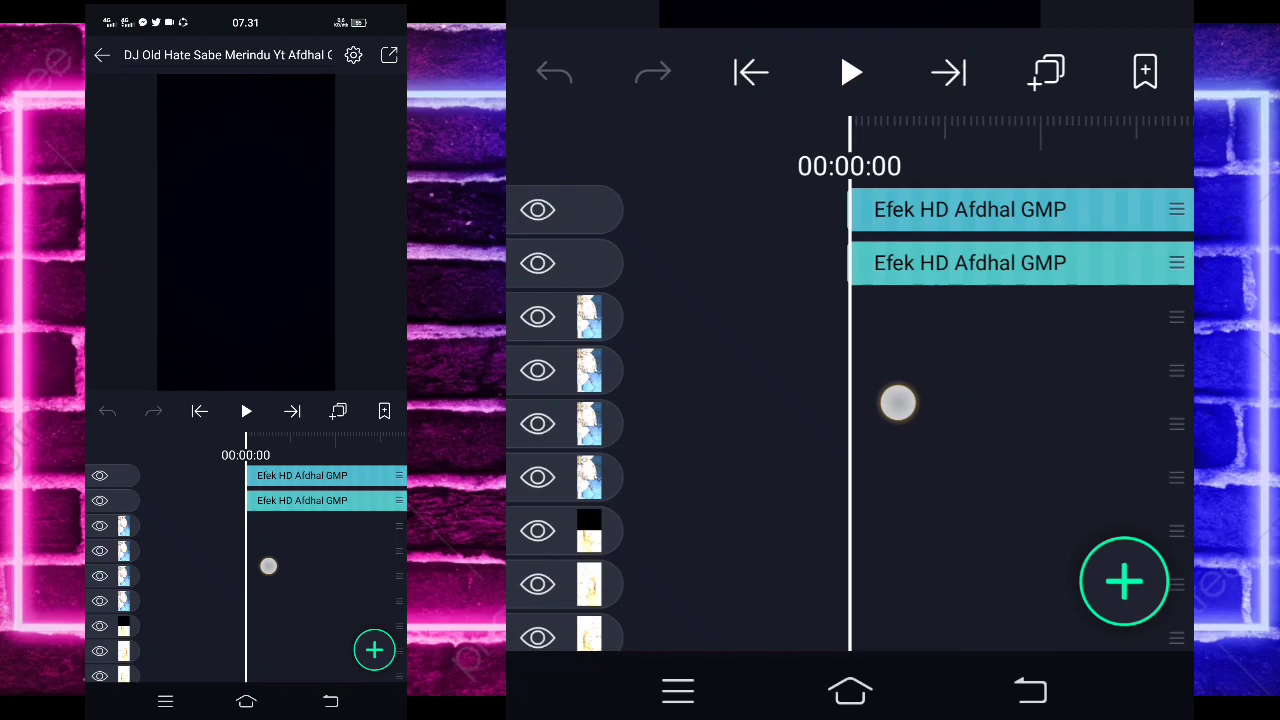 07.31
DJ Old Hate Sabe Merindu Yt Afdhal G
00:00:00
Efek HD Afdhal GMP
Efek HD Afdhal GMP
00:00:00
Efek HD Afdhal GMP
Efek HD Afdhal GMP